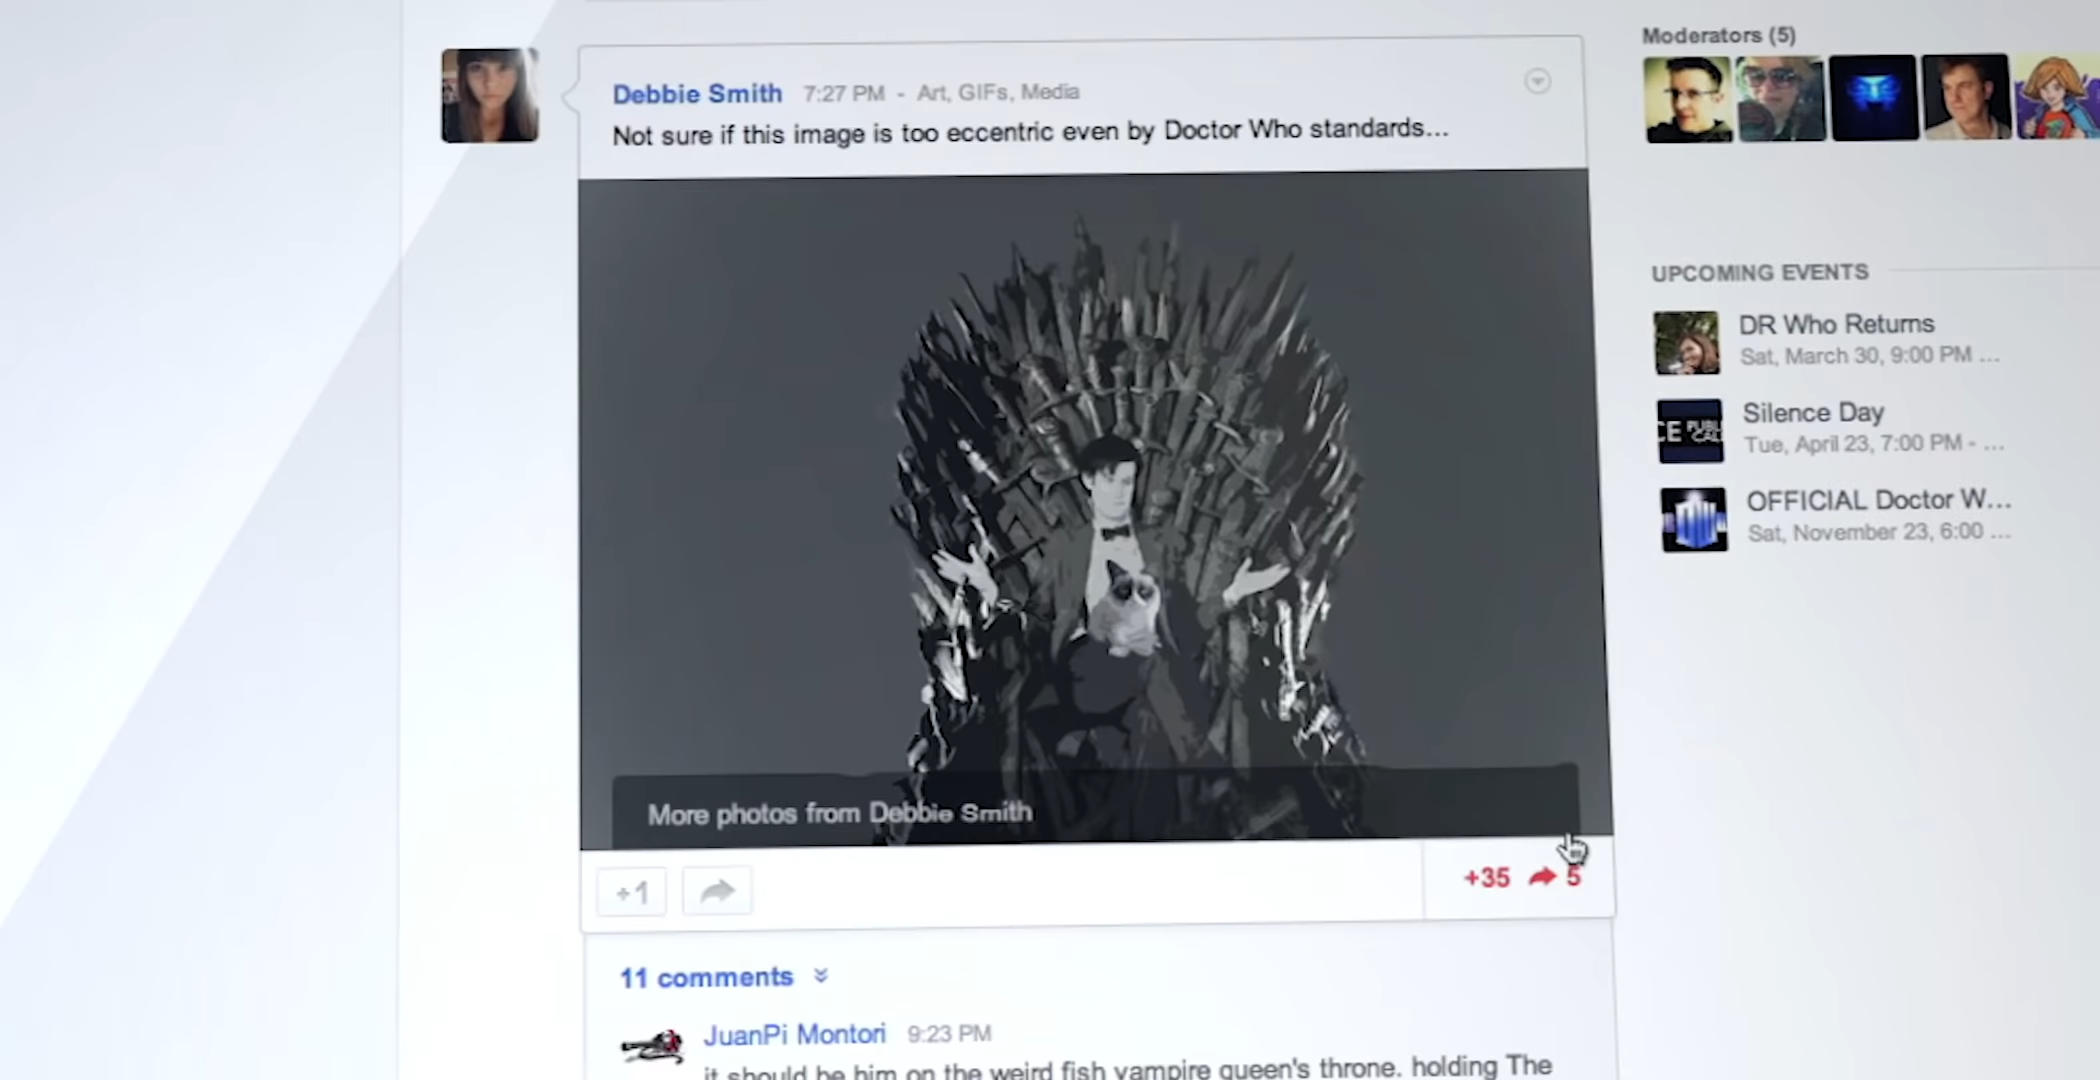 Debbie Smith 7:27 PM - Art, GIFs, Media
Not sure if this image is too eccentric even by Doctor Who standards...
More photos from Debbie Smith
+1
+35 5
11 comments
JuanPi Montori 9:23 PM
it should be him on the weird fish vampire queen's throne. holding The
Moderators (5)
UPCOMING EVENTS
DR Who Returns
Sat, March 30, 9:00 PM ...
CE PUBL
CAL
Silence Day
Tue, April 23, 7:00 PM - ...
OFFICIAL Doctor W...
Sat, November 23, 6:00 ...